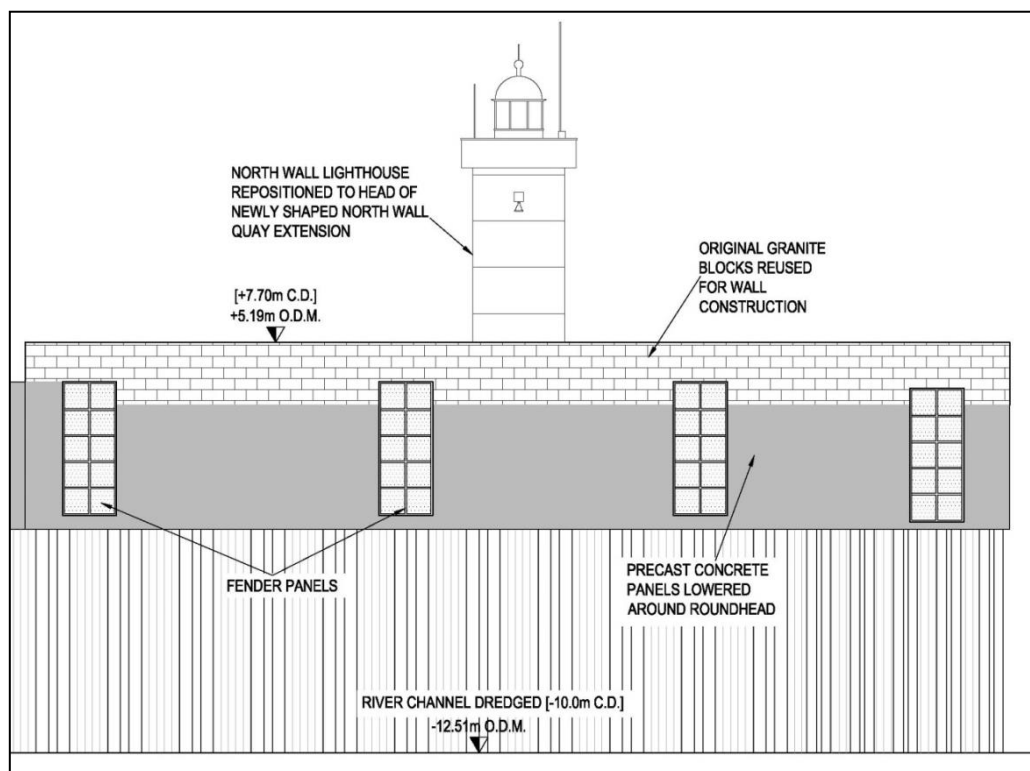 NORTH WALL LIGHTHOUSE
REPOSITIONED TO HEAD OF
NEWLY SHAPED NORTH WALL
QUAY EXTENSION
ORIGINAL GRANITE
BLOCKS REUSED
FOR WALL
CONSTRUCTION
[+7.70m C.D.]
+5.19m O.D.M.
FENDER PANELS
PRECAST CONCRETE
PANELS LOWERED
AROUND ROUNDHEAD
RIVER CHANNEL DREDGED [-10.0m C.D.]
-12.51m O.D.M.